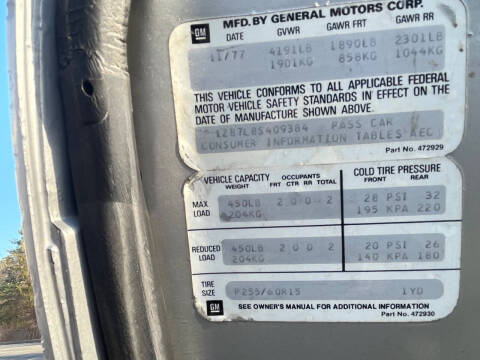 MFD. BY GENERAL MOTORS CORP.
GM DATE GVWR GAWR FRT GAWR RR
11/77 4191LB 1890LB 2301LB
1901KG 858KG 1044KG
THIS VEHICLE CONFORMS TO ALL APPLICABLE FEDERAL
MOTOR VEHICLE SAFETY STANDARDS IN EFFECT ON THE
DATE OF MANUFACTURE SHOWN ABOVE.
1Z87L8S409384 PASS CAR
CONSUMER INFORMATION TABLES AEC
Part No. 472929
VEHICLE CAPACITY OCCUPANTS COLD TIRE PRESSURE
WEIGHT FRT CTR RR TOTAL FRONT REAR
MAX LOAD 450LB 2 0 0 2 28 PSI 32
204KG 195 KPA 220
REDUCED LOAD 450LB 2 0 0 2 20 PSI 26
204KG 140 KPA 180
TIRE SIZE P255/60R15 1YD
GM SEE OWNER'S MANUAL FOR ADDITIONAL INFORMATION
Part No. 472930